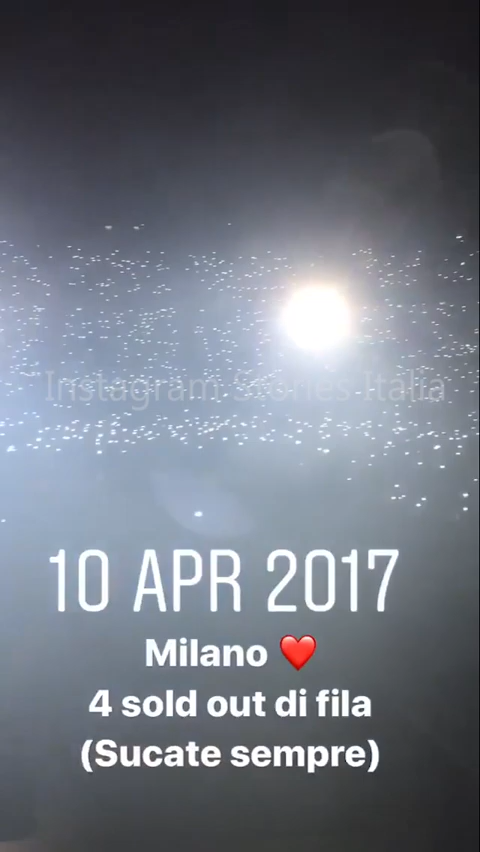 "Instagram Stories Italia
10 APR 2017
Milano ❤️
4 sold out di fila
(Sucate sempre)